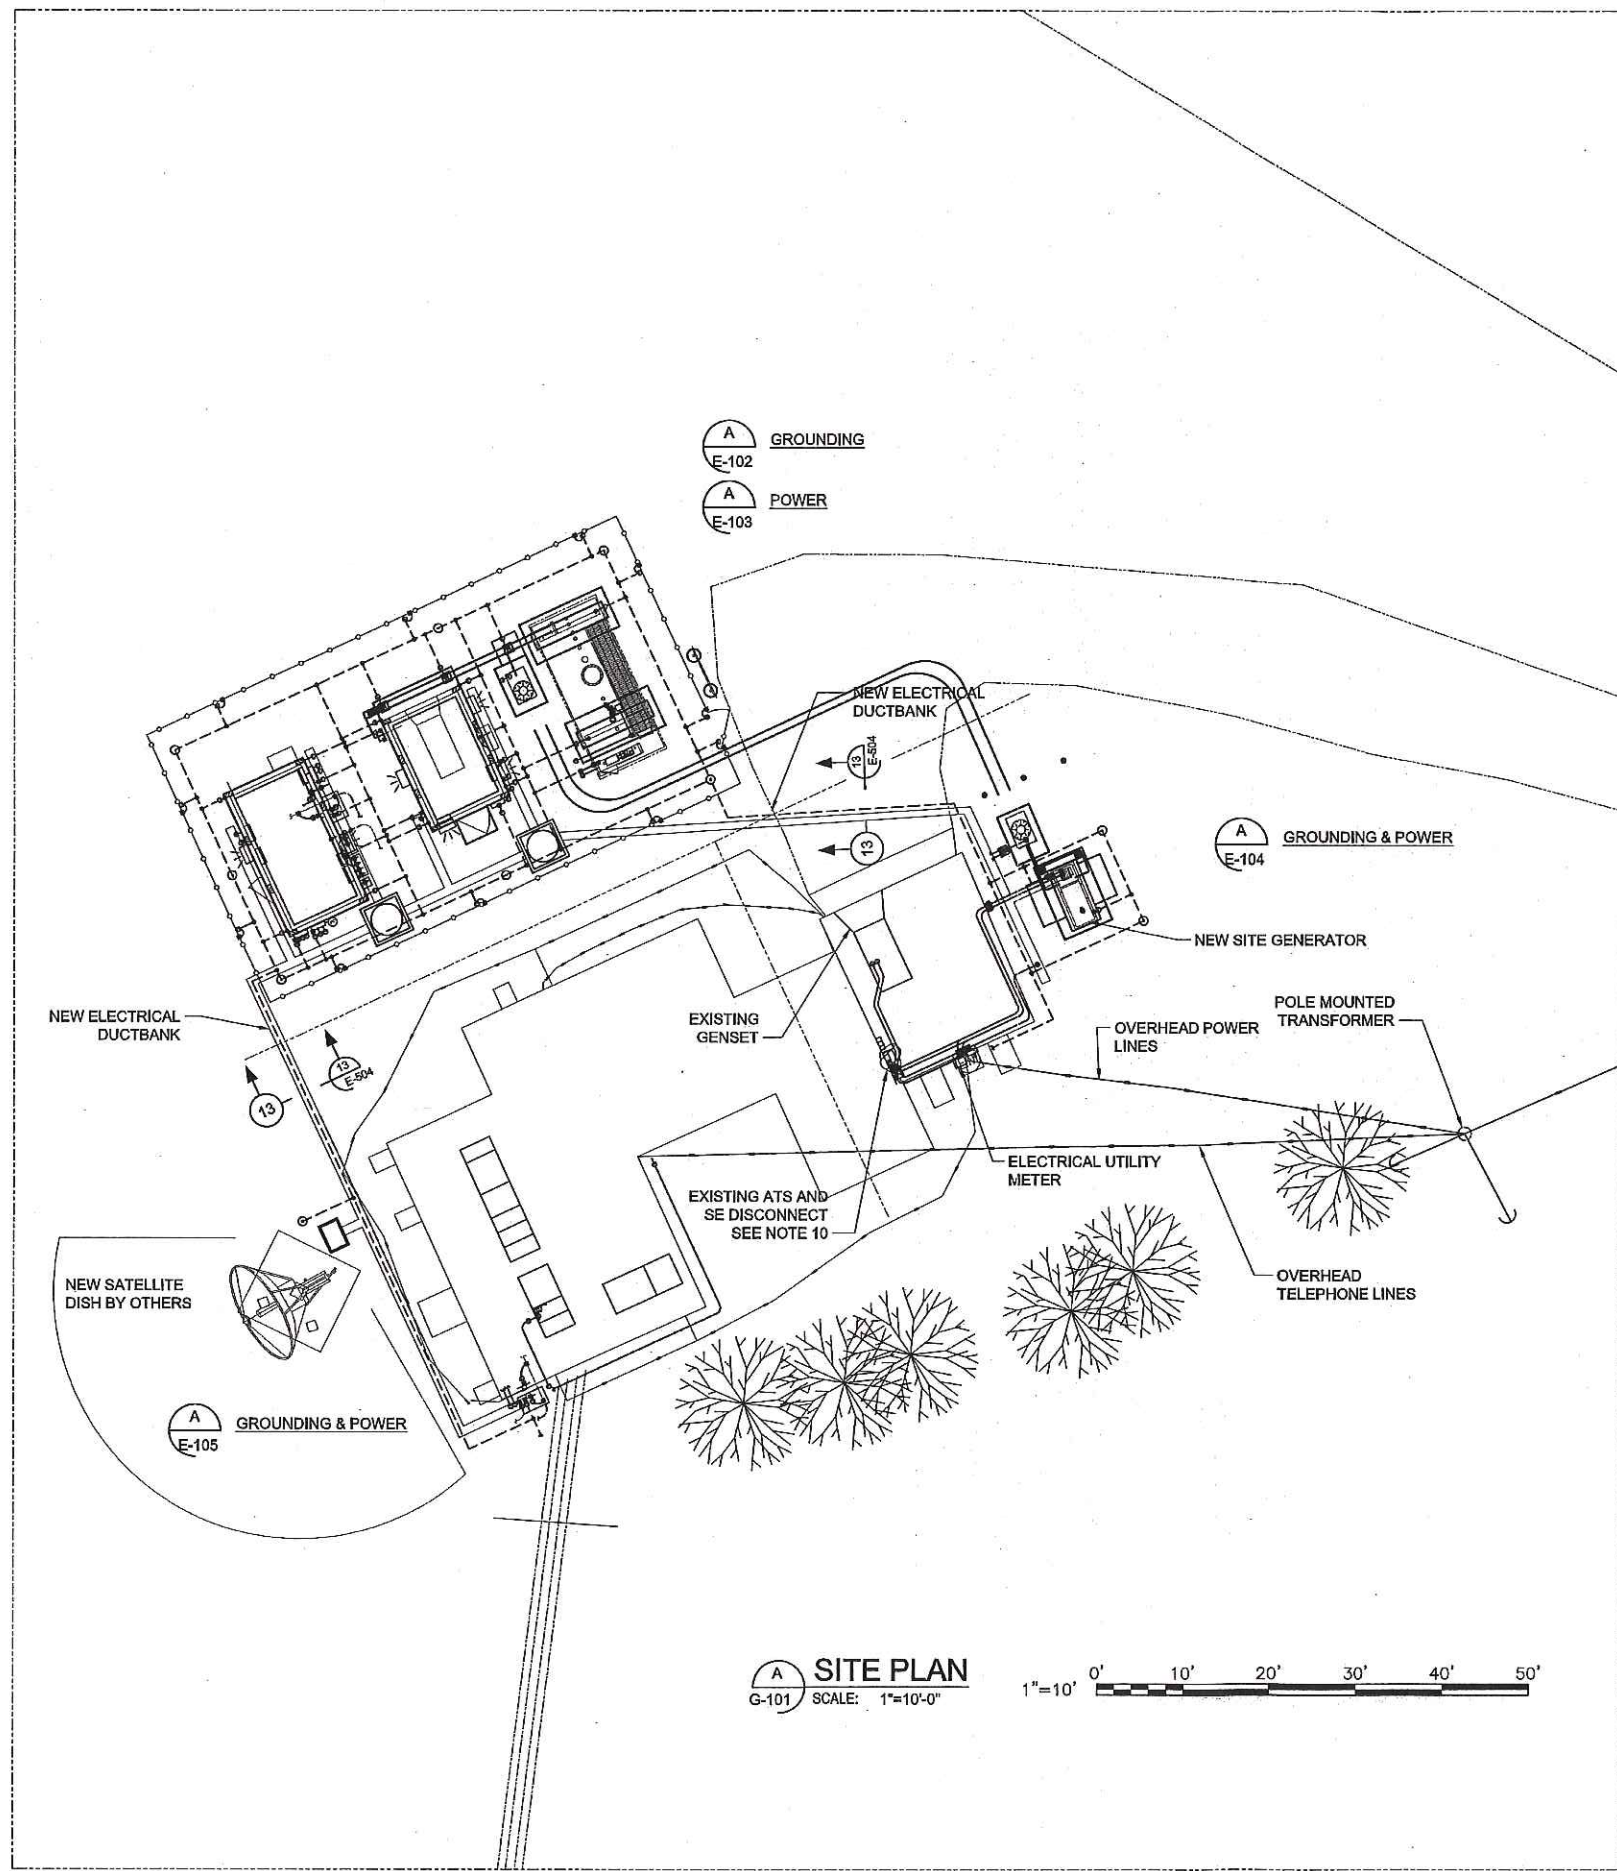 A
E-102
GROUNDING
A
E-103
POWER
NEW ELECTRICAL
DUCTBANK
13
E-504
13
A
E-104
GROUNDING & POWER
NEW SITE GENERATOR
NEW ELECTRICAL
DUCTBANK
EXISTING
GENSET
POLE MOUNTED
TRANSFORMER
OVERHEAD POWER
LINES
13
E-504
13
ELECTRICAL UTILITY
METER
EXISTING ATS AND
SE DISCONNECT
SEE NOTE 10
NEW SATELLITE
DISH BY OTHERS
OVERHEAD
TELEPHONE LINES
A
E-105
GROUNDING & POWER
A
G-101
SITE PLAN
SCALE: 1"=10'-0"
1"=10'
0' 10' 20' 30' 40' 50'